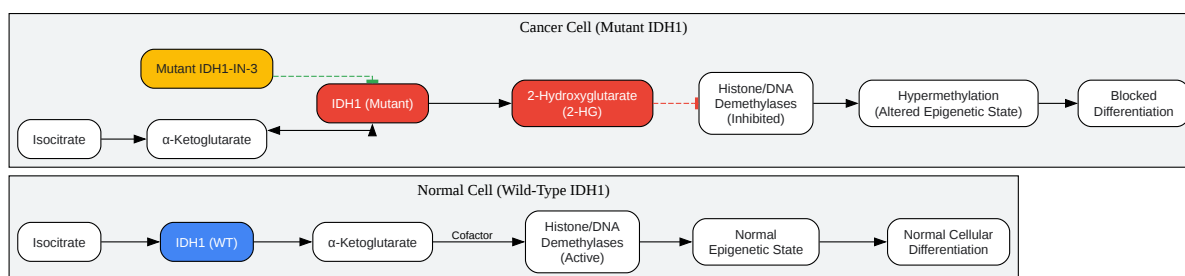 Cancer Cell (Mutant IDH1)
Mutant IDH1-IN-3
IDH1 (Mutant)
2-Hydroxyglutarate
(2-HG)
Histone/DNA
Demethylases
(Inhibited)
Hypermethylation
(Altered Epigenetic State)
Blocked
Differentiation
Isocitrate
α-Ketoglutarate
Normal Cell (Wild-Type IDH1)
Isocitrate
IDH1 (WT)
α-Ketoglutarate
Cofactor
Histone/DNA
Demethylases
(Active)
Normal
Epigenetic State
Normal Cellular
Differentiation